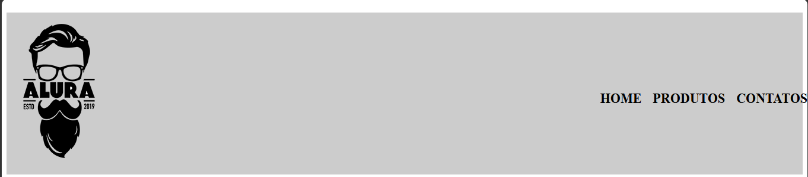 ALURA
ESTD 2019
HOME PRODUTOS CONTATOS